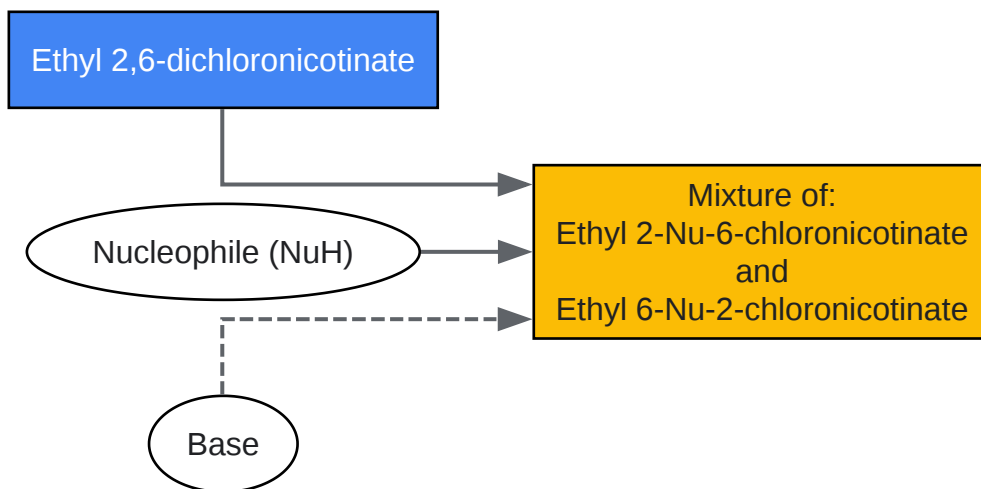 Ethyl 2,6-dichloronicotinate
Nucleophile (NuH)
Base
Mixture of:
Ethyl 2-Nu-6-chloronicotinate
and
Ethyl 6-Nu-2-chloronicotinate